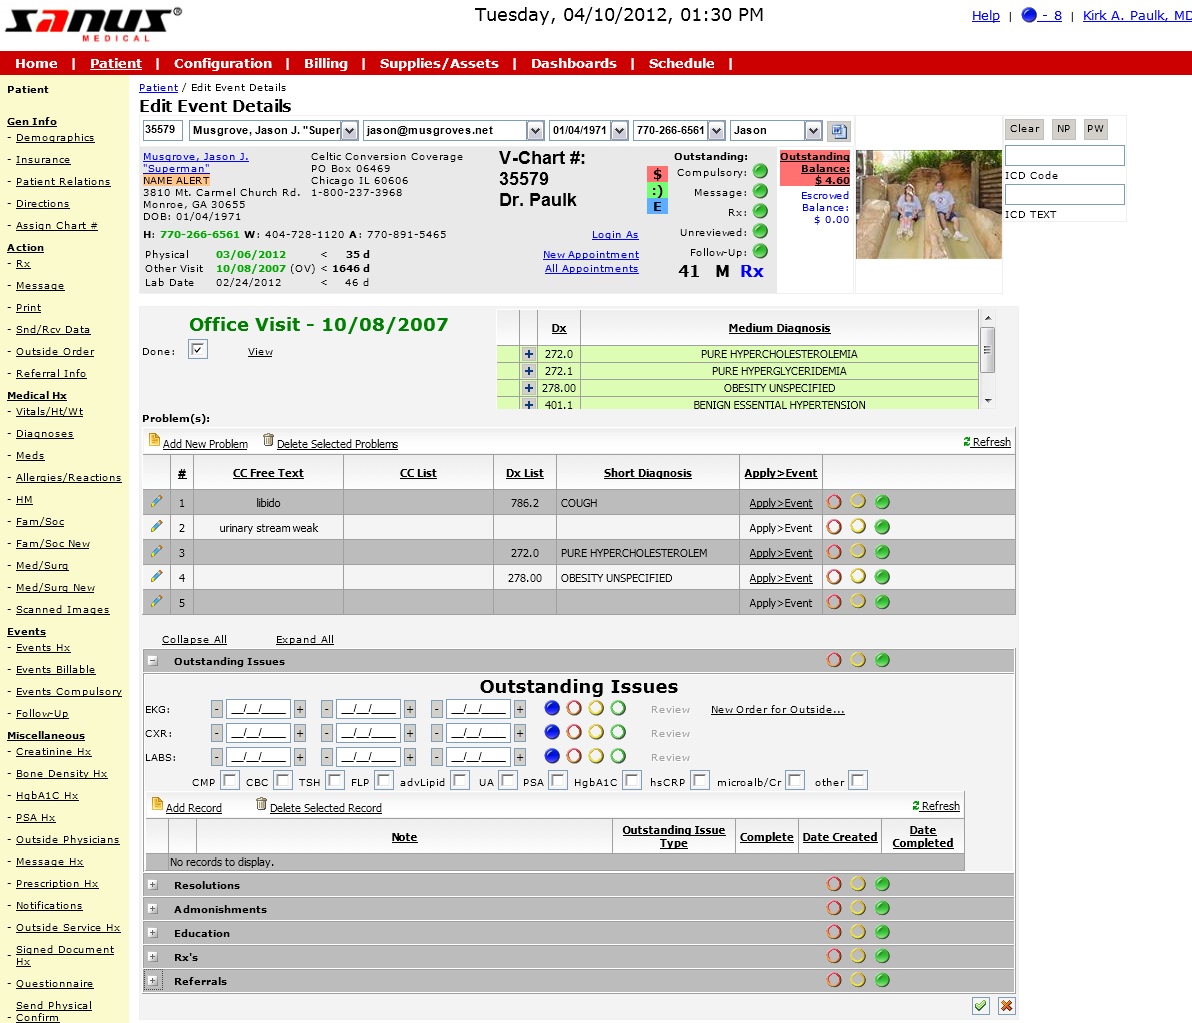 sanus®
MEDICAL
Tuesday, 04/10/2012, 01:30 PM
Help | - 8 | Kirk A. Paulk, MD
Home | Patient | Configuration | Billing | Supplies/Assets | Dashboards | Schedule |
Patient
Gen Info
- Demographics
- Insurance
- Patient Relations
- Directions
- Assign Chart #
Action
- Rx
- Message
- Print
- Snd/Rcv Data
- Outside Order
- Referral Info
Medical Hx
- Vitals/Ht/Wt
- Diagnoses
- Meds
- Allergies/Reactions
- HM
- Fam/Soc
- Fam/Soc New
- Med/Surg
- Med/Surg New
- Scanned Images
Events
- Events Hx
- Events Billable
- Events Compulsory
- Follow-Up
Miscellaneous
- Creatinine Hx
- Bone Density Hx
- HgbA1C Hx
- PSA Hx
- Outside Physicians
- Message Hx
- Prescription Hx
- Notifications
- Outside Service Hx
- Signed Document
Hx
- Questionnaire
Send Physical
- Confirm
Patient / Edit Event Details
Edit Event Details
35579 Musgrove, Jason J. "Super jason@musgroves.net 01/04/1971 770-266-6561 Jason
Musgrove, Jason J.
"Superman"
NAME ALERT
3810 Mt. Carmel Church Rd.
Monroe, GA 30655
DOB: 01/04/1971
Celtic Conversion Coverage
PO Box 06469
Chicago IL 60606
1-800-237-3968
H: 770-266-6561 W: 404-728-1120 A: 770-891-5465
Physical 03/06/2012 < 35 d
Other Visit 10/08/2007 (OV) < 1646 d
Lab Date 02/24/2012 < 46 d
V-Chart #:
35579
Dr. Paulk
Login As
New Appointment
All Appointments
$
:)
E
Outstanding:
Compulsory:
Message:
Rx:
Unreviewed:
Follow-Up:
41 M Rx
Outstanding
Balance:
$ 4.60
Escrowed
Balance:
$ 0.00
Clear NP PW
ICD Code
ICD TEXT
Office Visit - 10/08/2007
Done: View
Dx Medium Diagnosis
+ 272.0 PURE HYPERCHOLESTEROLEMIA
+ 272.1 PURE HYPERGLYCERIDEMIA
+ 278.00 OBESITY UNSPECIFIED
+ 401.1 BENIGN ESSENTIAL HYPERTENSION
Problem(s):
Add New Problem Delete Selected Problems Refresh
# CC Free Text CC List Dx List Short Diagnosis Apply>Event
1 libido 786.2 COUGH Apply>Event
2 urinary stream weak Apply>Event
3 272.0 PURE HYPERCHOLESTEROLEM Apply>Event
4 278.00 OBESITY UNSPECIFIED Apply>Event
5 Apply>Event
Collapse All Expand All
- Outstanding Issues
Outstanding Issues
EKG: - __/__/____ + - __/__/____ + - __/__/____ + Review New Order for Outside...
CXR: - __/__/____ + - __/__/____ + - __/__/____ + Review
LABS: - __/__/____ + - __/__/____ + - __/__/____ + Review
CMP CBC TSH FLP advLipid UA PSA HgbA1C hsCRP microalb/Cr other
Add Record Delete Selected Record Refresh
Note Outstanding Issue Type Complete Date Created Date Completed
No records to display.
+ Resolutions
+ Admonishments
+ Education
+ Rx's
+ Referrals